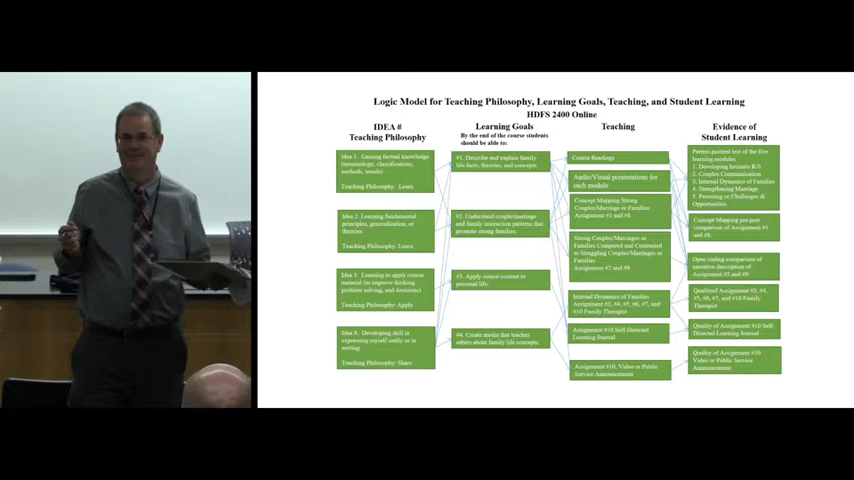 Logic Model for Teaching Philosophy, Learning Goals, Teaching, and Student Learning
HDFS 2400 Online
IDEA #
Teaching Philosophy
Idea 1. Gaining factual knowledge
(terminology, classifications,
methods, trends)
Teaching Philosophy: Learn
Idea 2. Learning fundamental
principles, generalization, or
theories
Teaching Philosophy: Learn
Idea 3. Learning to apply course
material (to improve thinking,
problem solving, and decisions)
Teaching Philosophy: Apply
Idea 8. Developing skill in
expressing myself orally or in
writing
Teaching Philosophy: Share
Learning Goals
By the end of the course students
should be able to:
#1. Describe and explain family
life facts, theories, and concepts.
#2. Understand couple/marriage
and family interaction patterns that
promote strong families.
#3. Apply course content to
personal life.
#4. Create media that teaches
others about family life concepts.
Teaching
Course Readings
Audio/Visual presentations for
each module
Concept Mapping Strong
Couples/Marriage or Families
Assignment #1 and #8
Strong Couples/Marriages or
Families Compared and Contrasted
to Struggling Couples/Marriages or
Families
Assignment #2 and #9
Internal Dynamics of Families
Assignment #3, #4, #5, #6, #7, and
#10 Family Therapist
Assignment #10 Self-Directed
Learning Journal
Assignment #10, Video or Public
Service Announcement
Evidence of
Student Learning
Pretest-posttest test of the five
learning modules:
1. Developing Intimate R/S
2. Couples Communication
3. Internal Dynamics of Families
4. Strengthening Marriage
5. Parenting or Challenges &
Opportunities
Concept Mapping pre post
comparison of Assignment #1
and #8.
Open coding comparison of
narrative description of
Assignment #2 and #9.
Quality of Assignment #3, #4,
#5, #6, #7, and #10 Family
Therapist
Quality of Assignment #10 Self-
Directed Learning Journal
Quality of Assignment #10
Video or Public Service
Announcement